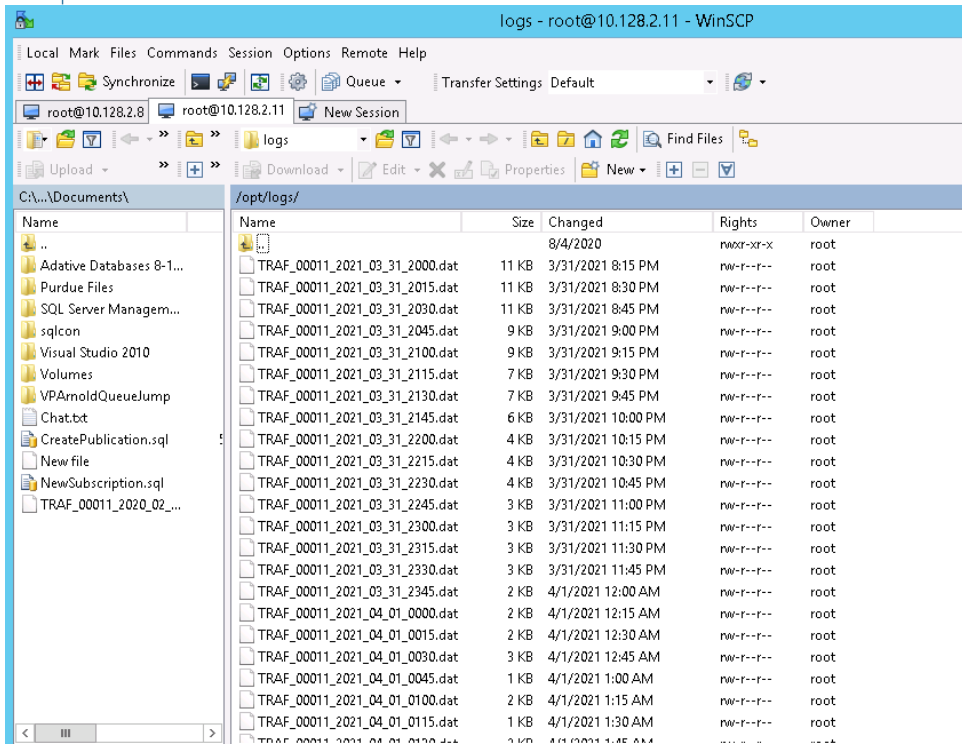 logs - root@10.128.2.11 - WinSCP
Local Mark Files Commands Session Options Remote Help
Synchronize Queue Transfer Settings Default
root@10.128.2.8 root@10.128.2.11 New Session
logs Find Files
Upload Download Edit Properties New
C:\...\Documents\ /opt/logs/
Name Name Size Changed Rights Owner
.. .. 8/4/2020 rwxr-xr-x root
Adative Databases 8-1... TRAF_00011_2021_03_31_2000.dat 11 KB 3/31/2021 8:15 PM rw-r--r-- root
Purdue Files TRAF_00011_2021_03_31_2015.dat 11 KB 3/31/2021 8:30 PM rw-r--r-- root
SQL Server Managem... TRAF_00011_2021_03_31_2030.dat 11 KB 3/31/2021 8:45 PM rw-r--r-- root
sqlcon TRAF_00011_2021_03_31_2045.dat 9 KB 3/31/2021 9:00 PM rw-r--r-- root
Visual Studio 2010 TRAF_00011_2021_03_31_2100.dat 9 KB 3/31/2021 9:15 PM rw-r--r-- root
Volumes TRAF_00011_2021_03_31_2115.dat 7 KB 3/31/2021 9:30 PM rw-r--r-- root
VPArnoldQueueJump TRAF_00011_2021_03_31_2130.dat 7 KB 3/31/2021 9:45 PM rw-r--r-- root
Chat.txt TRAF_00011_2021_03_31_2145.dat 6 KB 3/31/2021 10:00 PM rw-r--r-- root
CreatePublication.sql TRAF_00011_2021_03_31_2200.dat 4 KB 3/31/2021 10:15 PM rw-r--r-- root
New file TRAF_00011_2021_03_31_2215.dat 4 KB 3/31/2021 10:30 PM rw-r--r-- root
NewSubscription.sql TRAF_00011_2021_03_31_2230.dat 4 KB 3/31/2021 10:45 PM rw-r--r-- root
TRAF_00011_2020_02_... TRAF_00011_2021_03_31_2245.dat 3 KB 3/31/2021 11:00 PM rw-r--r-- root
TRAF_00011_2021_03_31_2300.dat 3 KB 3/31/2021 11:15 PM rw-r--r-- root
TRAF_00011_2021_03_31_2315.dat 3 KB 3/31/2021 11:30 PM rw-r--r-- root
TRAF_00011_2021_03_31_2330.dat 3 KB 3/31/2021 11:45 PM rw-r--r-- root
TRAF_00011_2021_03_31_2345.dat 2 KB 4/1/2021 12:00 AM rw-r--r-- root
TRAF_00011_2021_04_01_0000.dat 2 KB 4/1/2021 12:15 AM rw-r--r-- root
TRAF_00011_2021_04_01_0015.dat 2 KB 4/1/2021 12:30 AM rw-r--r-- root
TRAF_00011_2021_04_01_0030.dat 3 KB 4/1/2021 12:45 AM rw-r--r-- root
TRAF_00011_2021_04_01_0045.dat 1 KB 4/1/2021 1:00 AM rw-r--r-- root
TRAF_00011_2021_04_01_0100.dat 2 KB 4/1/2021 1:15 AM rw-r--r-- root
TRAF_00011_2021_04_01_0115.dat 1 KB 4/1/2021 1:30 AM rw-r--r-- root